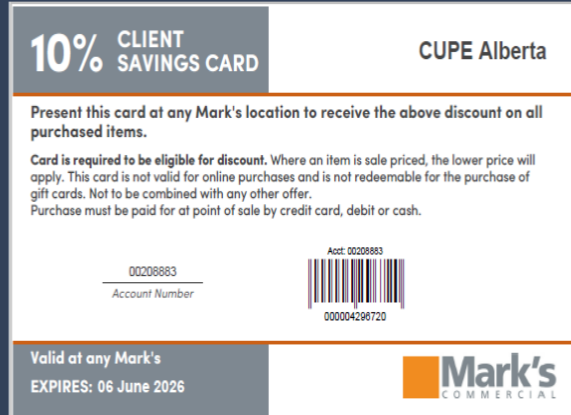 10% CLIENT
SAVINGS CARD
CUPE Alberta
Present this card at any Mark's location to receive the above discount on all
purchased items.
Card is required to be eligible for discount. Where an item is sale priced, the lower price will
apply. This card is not valid for online purchases and is not redeemable for the purchase of
gift cards. Not to be combined with any other offer.
Purchase must be paid for at point of sale by credit card, debit or cash.
00208883
Account Number
Acct: 00208883
000004296720
Valid at any Mark's
EXPIRES: 06 June 2026
Mark's
COMMERCIAL